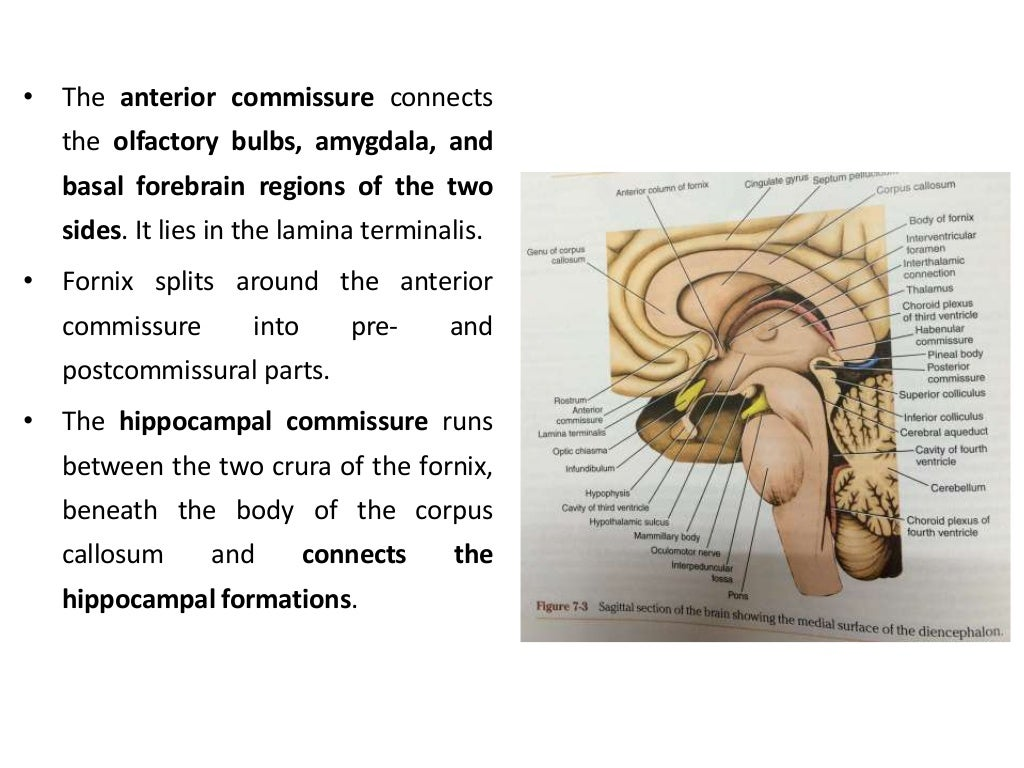 • The anterior commissure connects
the olfactory bulbs, amygdala, and
basal forebrain regions of the two
sides. It lies in the lamina terminalis.
• Fornix splits around the anterior
commissure into pre- and
postcommissural parts.
• The hippocampal commissure runs
between the two crura of the fornix,
beneath the body of the corpus
callosum and connects the
hippocampal formations.
Anterior column of fornix
Cingulate gyrus
Septum pellucidum
Corpus callosum
Genu of corpus
callosum
Body of fornix
Interventricular
foramen
Interthalamic
connection
Thalamus
Choroid plexus
of third ventricle
Habenular
commissure
Pineal body
Posterior
commissure
Superior colliculus
Inferior colliculus
Cerebral aqueduct
Cavity of fourth
ventricle
Cerebellum
Choroid plexus of
fourth ventricle
Rostrum
Anterior
commissure
Lamina terminalis
Optic chiasma
Infundibulum
Hypophysis
Cavity of third ventricle
Hypothalamic sulcus
Mammillary body
Oculomotor nerve
Interpeduncular
fossa
Pons
Figure 7-3 Sagittal section of the brain showing the medial surface of the diencephalon.